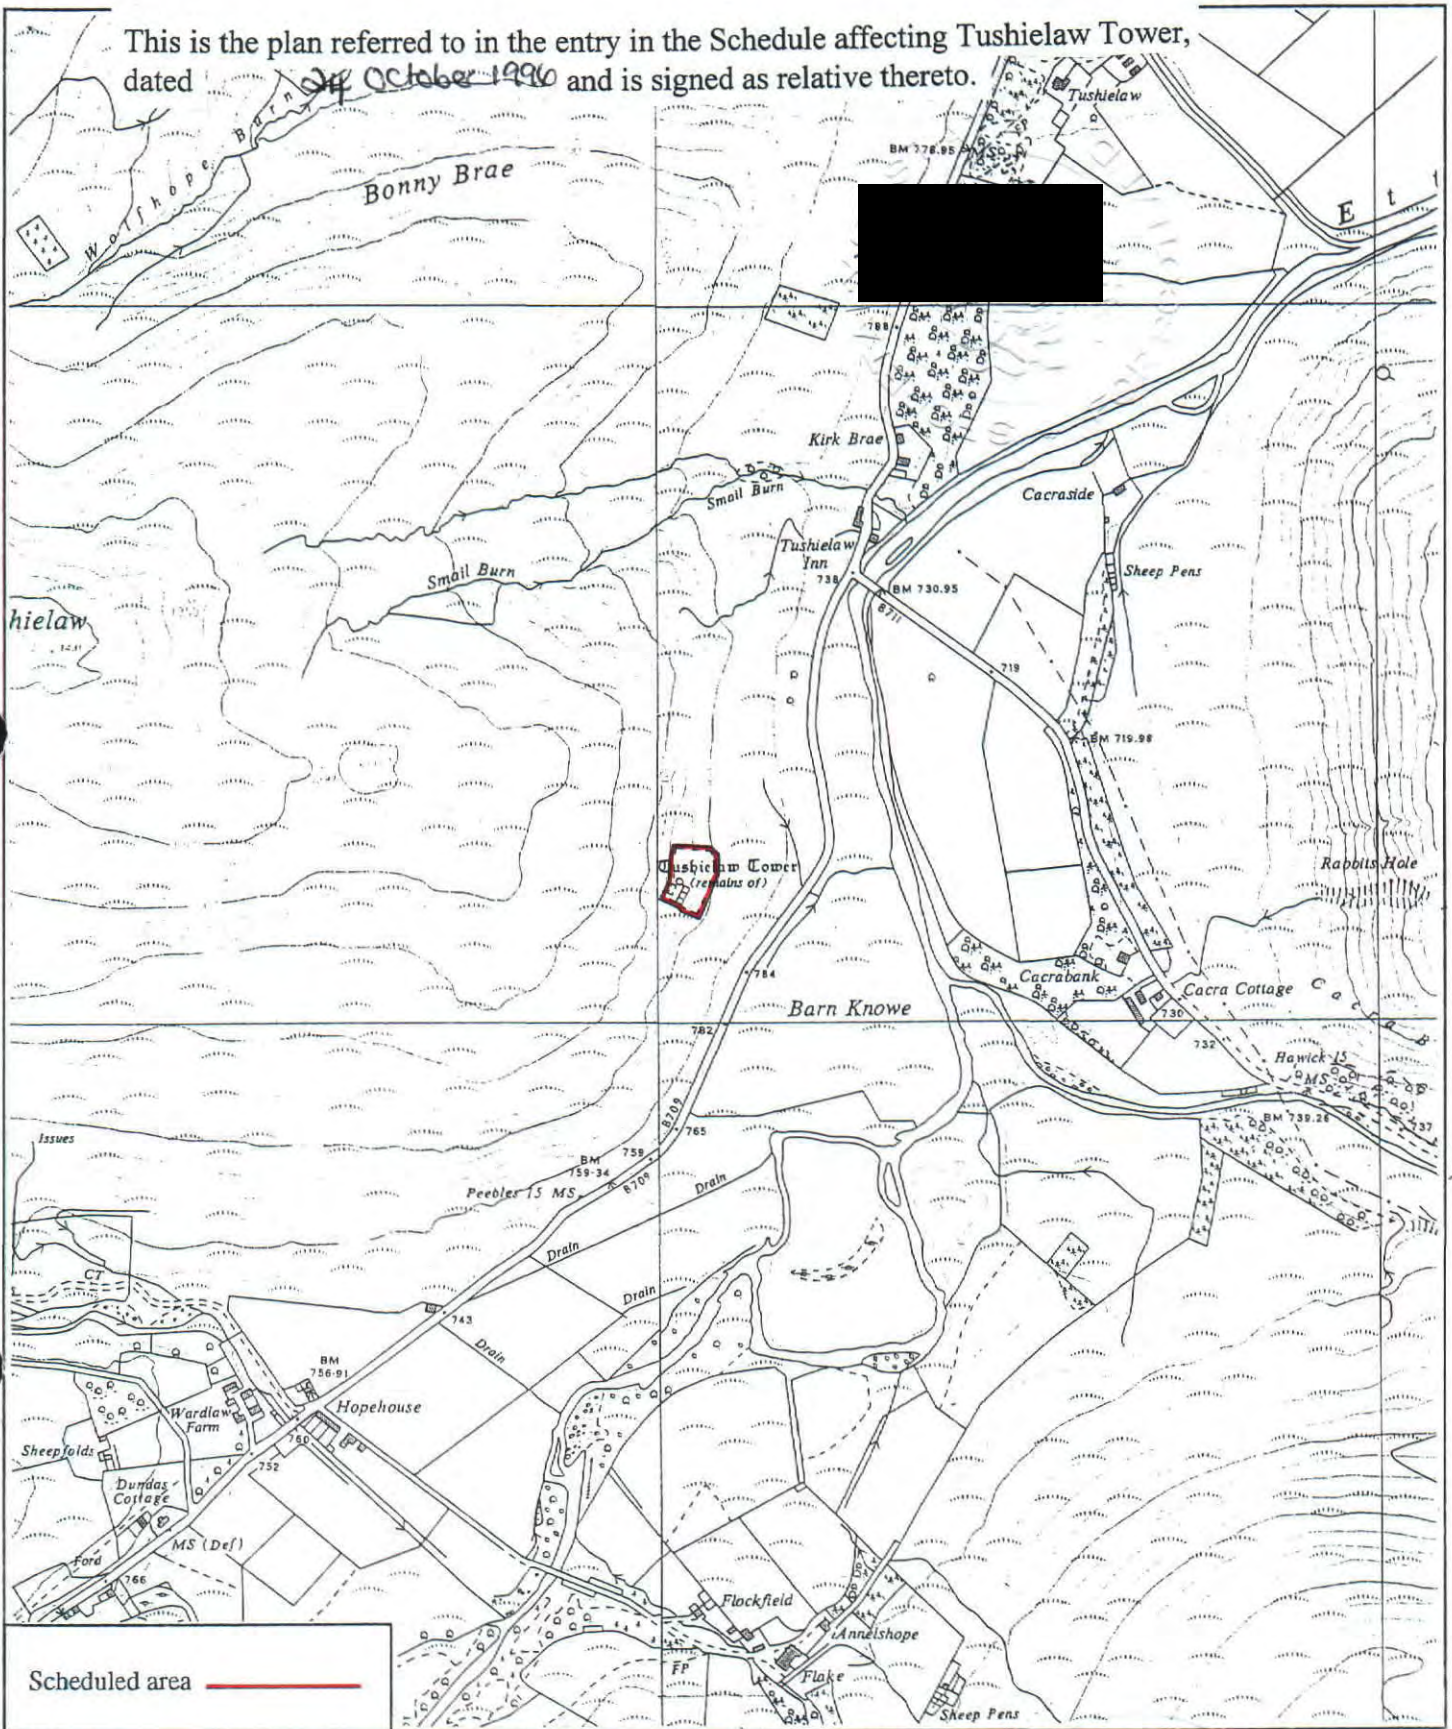 This is the plan referred to in the entry in the Schedule affecting Tushielaw Tower,
dated 24 October 1996 and is signed as relative thereto.
Tushielaw
FP
BM 778.95
Wolfhope Burn
Bonny Brae
E t t
788
Kirk Brae
Small Burn
Cacraside
Tushielaw
Inn
738
BM 730.95
B711
Sheep Pens
Small Burn
hielaw
719
BM 719.98
Tushielaw Tower
(remains of)
Rabbits Hole
784
Cacrabank
Cacra Cottage
Cacra B
Barn Knowe
730
782
732
Hawick 15
MS
BM 739.26
737
B709
765
Issues
759
BM
759.34
B709
Peebles 15 MS
Drain
Drain
CT
Drain
743
Drain
BM
756.91
Hopehouse
Wardlaw
Farm
760
Sheepfolds
752
Dundas
Cottage
MS (Def)
Ford
766
Flockfield
Annelshope
FP
Flake
Sheep Pens
Scheduled area